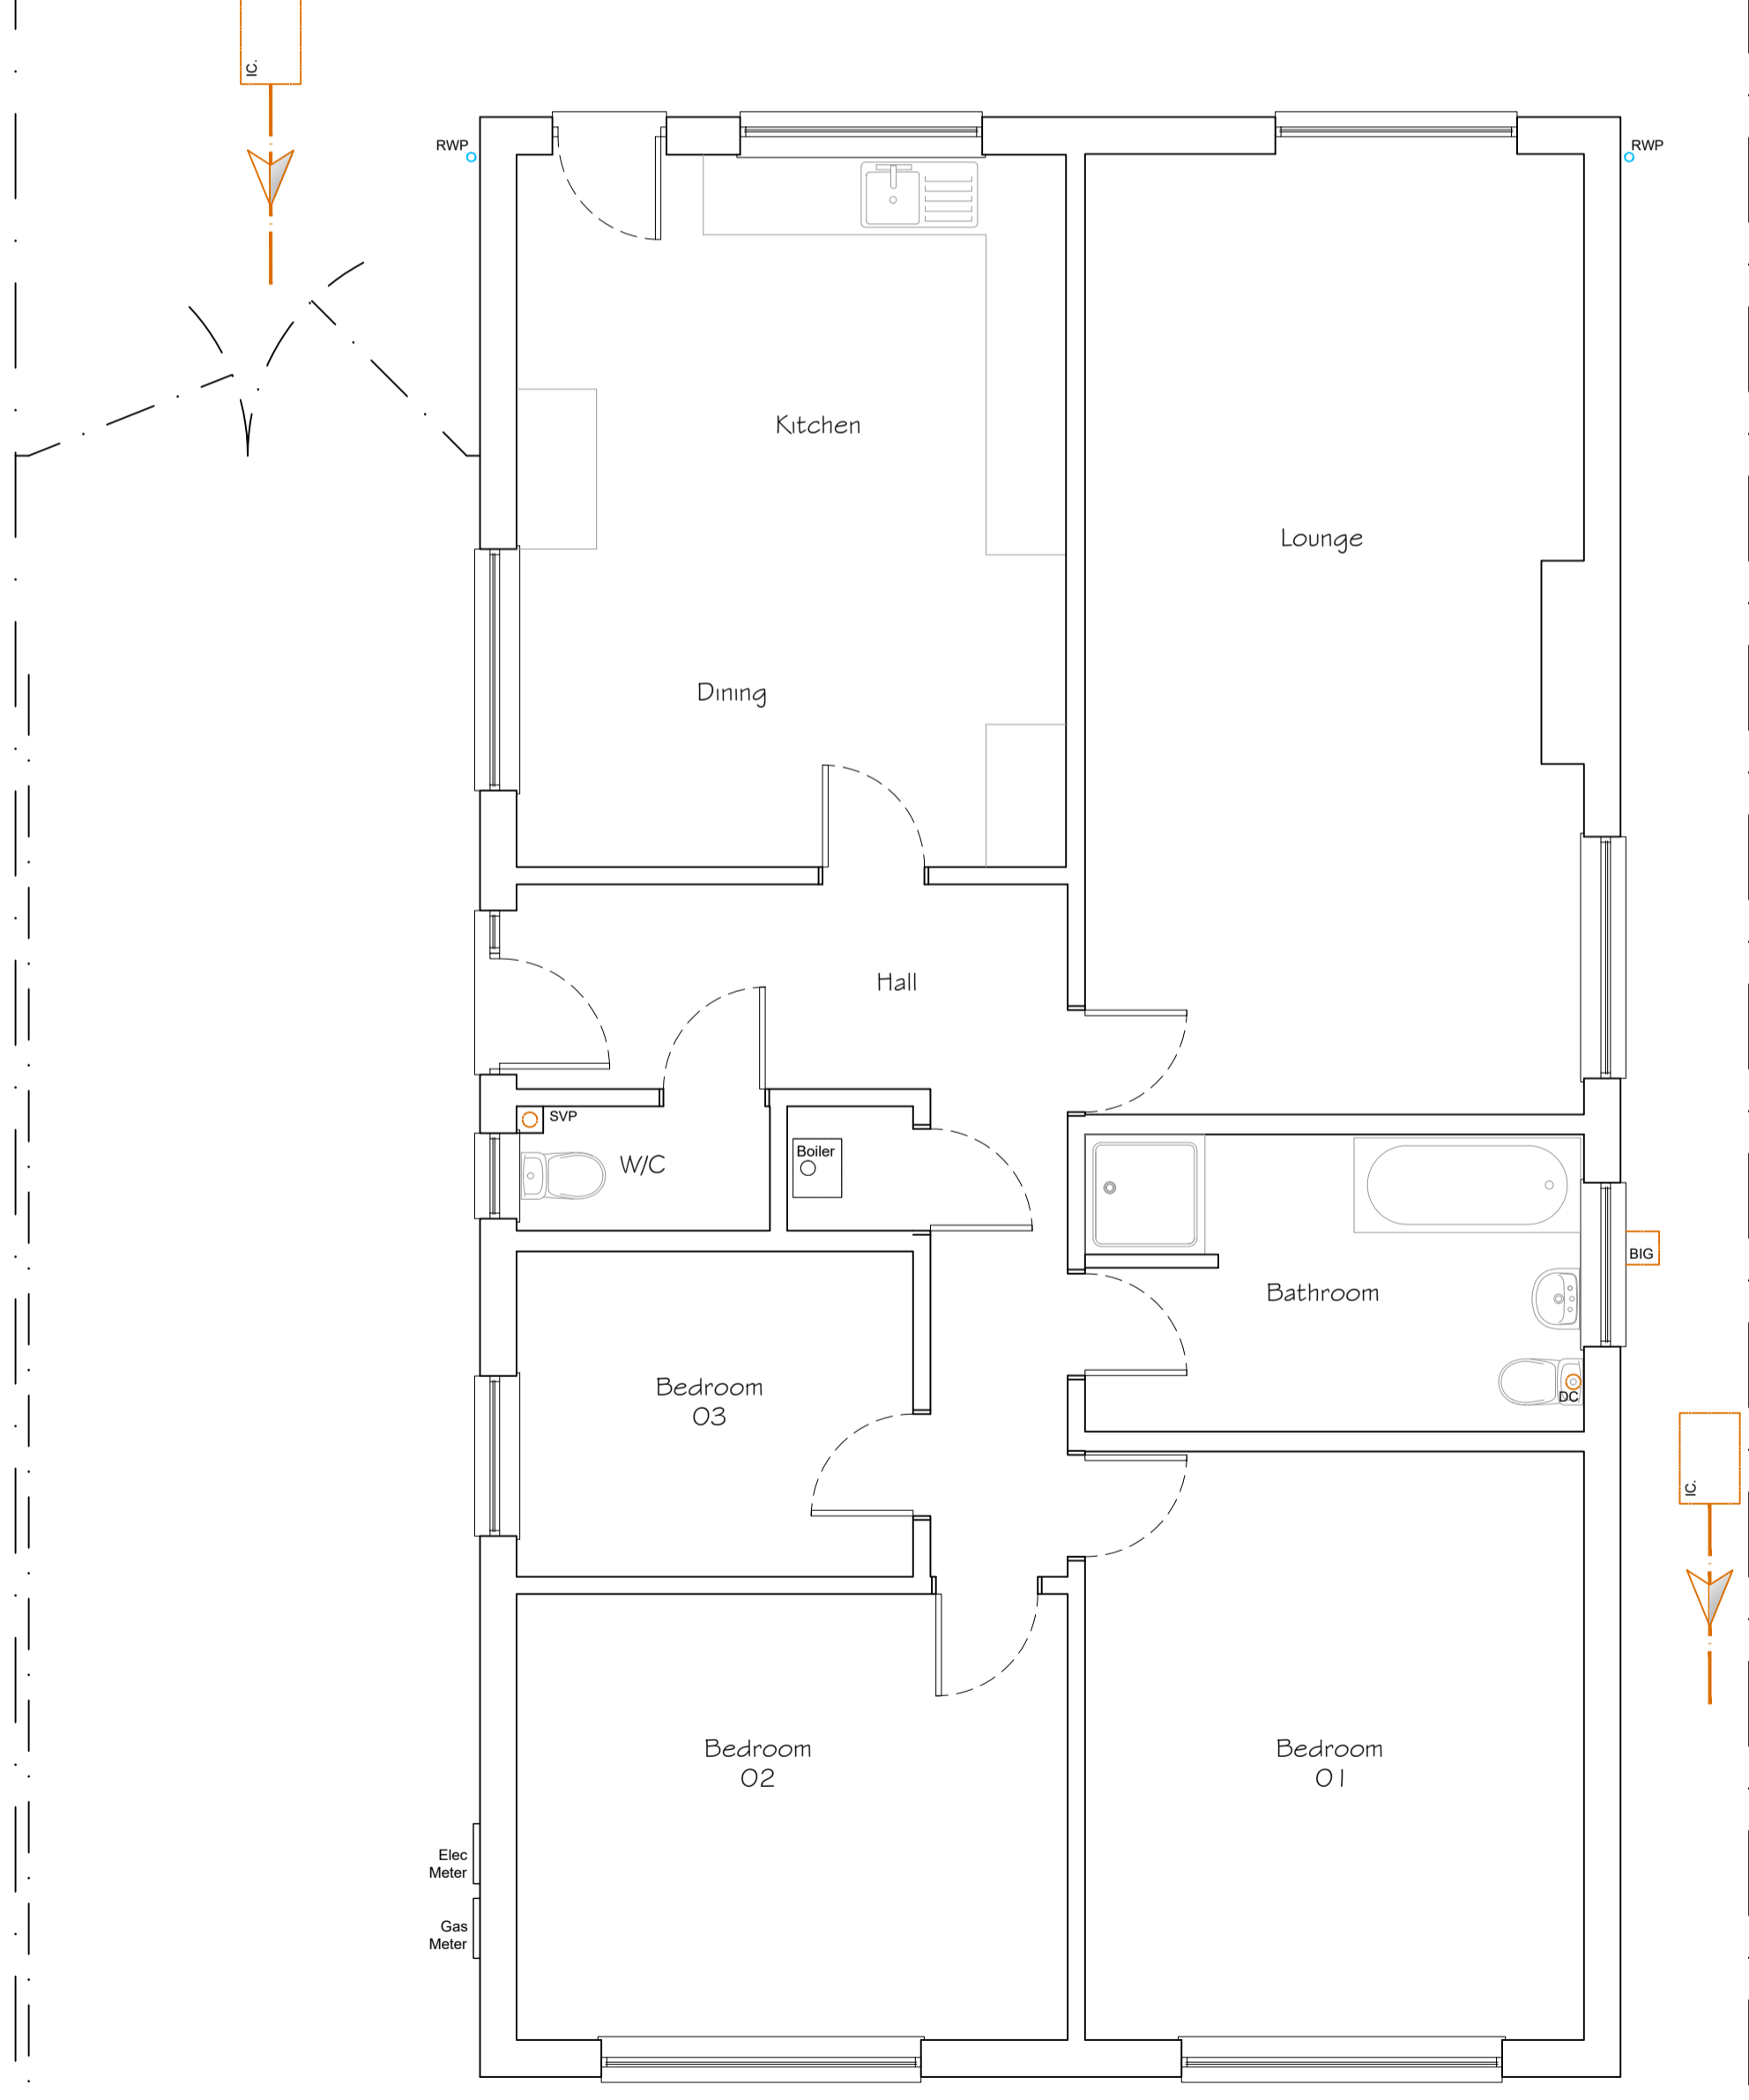 IC.
RWP
RWP
Kitchen
Lounge
Dining
Hall
SVP
W/C
Boiler
BIG
Bathroom
Bedroom
03
DC
IC.
Bedroom
02
Bedroom
01
Elec
Meter
Gas
Meter